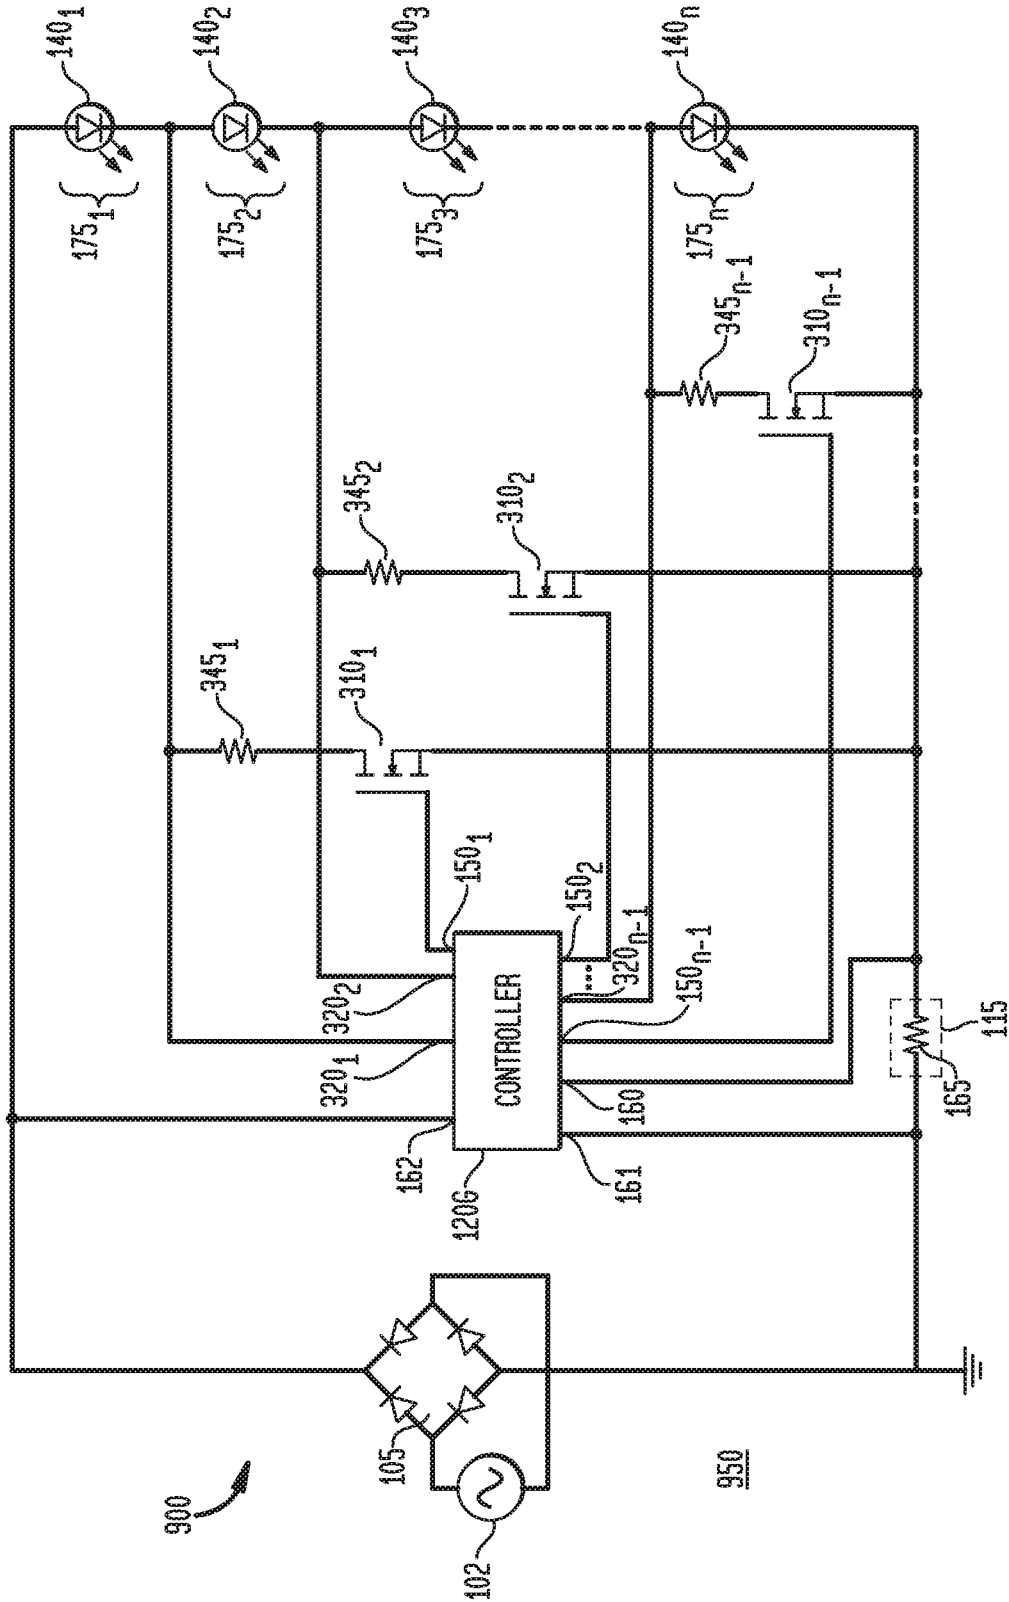 900
102
105
950
162
120G
161
160
CONTROLLER
320₁
320₂
150₁
150₂
320ₙ₋₁
150ₙ₋₁
165
115
345₁
310₁
345₂
310₂
345ₙ₋₁
310ₙ₋₁
175₁
175₂
175₃
175ₙ
140₁
140₂
140₃
140ₙ